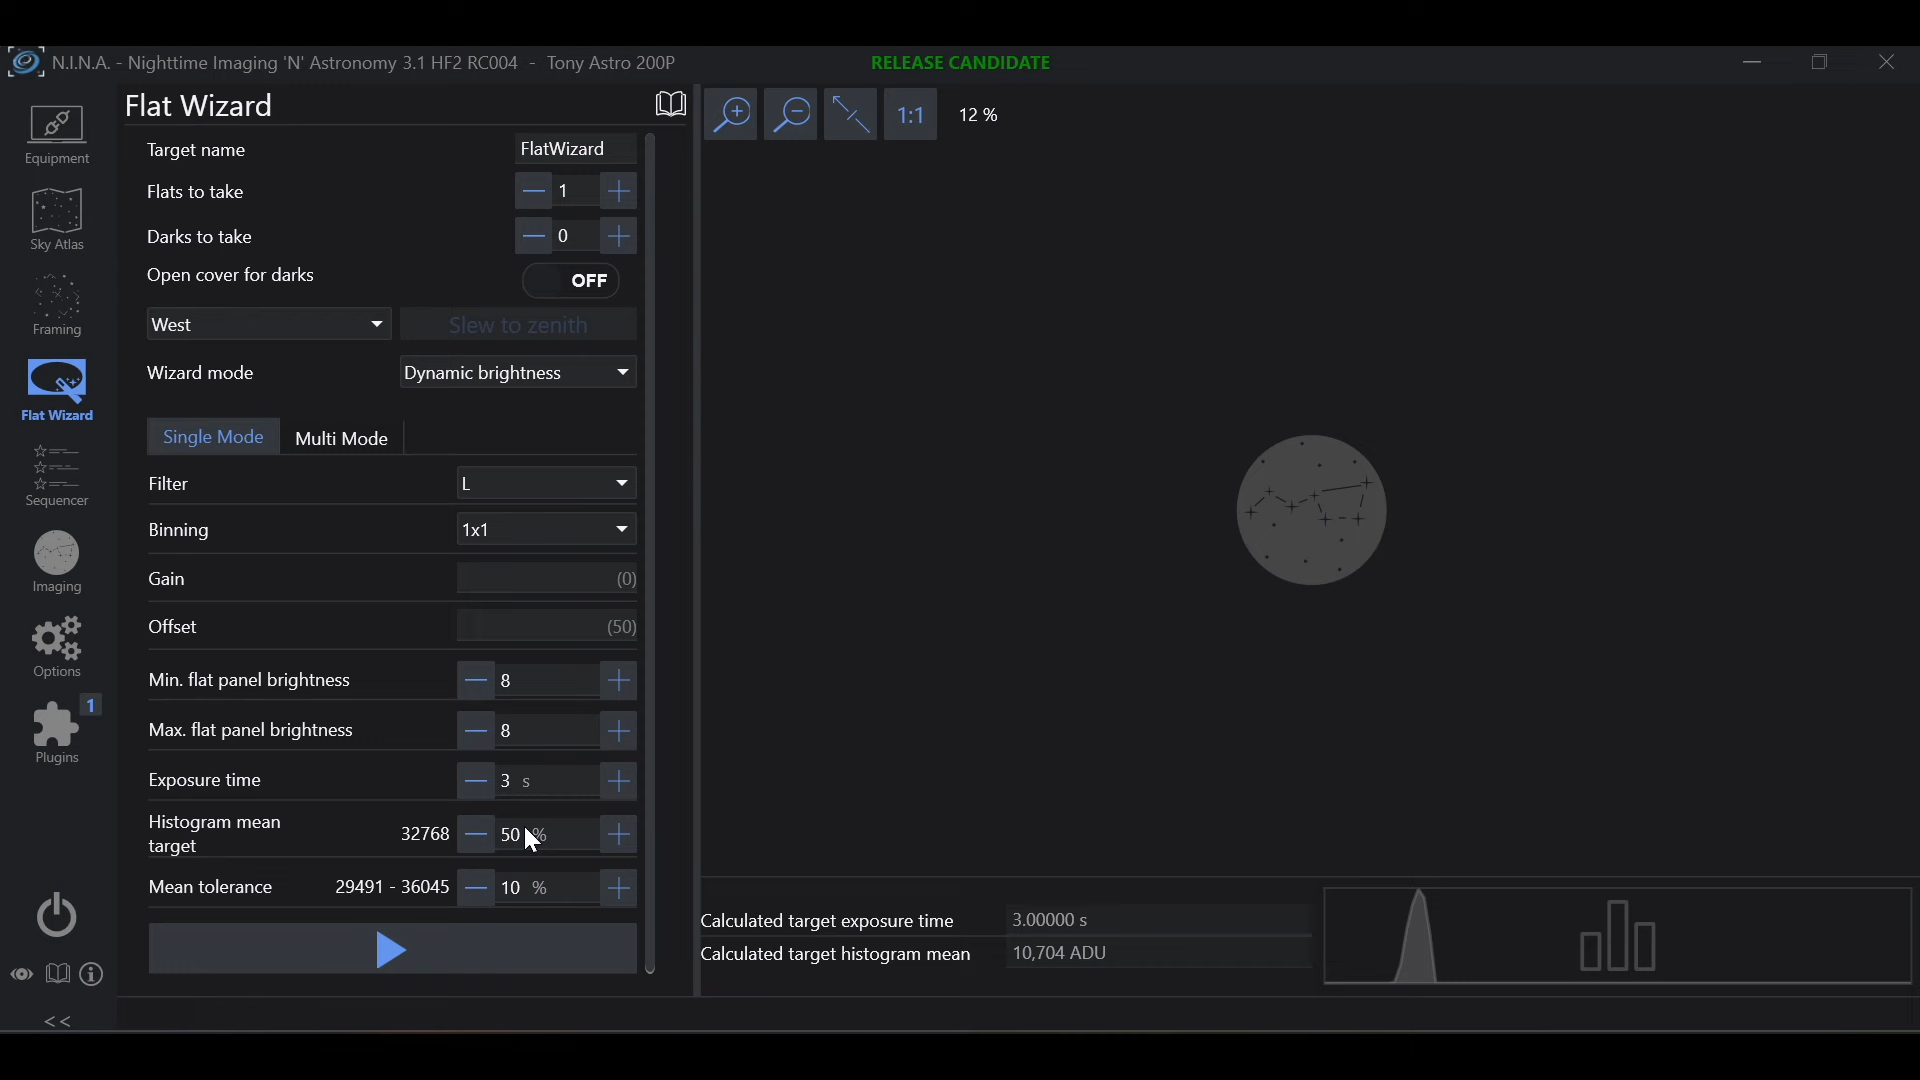 N.I.N.A. - Nighttime Imaging 'N' Astronomy 3.1 HF2 RC004 - Tony Astro 200P
RELEASE CANDIDATE
Equipment
Sky Atlas
Framing
Flat Wizard
Sequencer
Imaging
Options
1
Plugins
<<
Flat Wizard
Target name FlatWizard
Flats to take 1
Darks to take 0
Open cover for darks OFF
West Slew to zenith
Wizard mode Dynamic brightness
Single Mode Multi Mode
Filter L
Binning 1x1
Gain (0)
Offset (50)
Min. flat panel brightness 8
Max. flat panel brightness 8
Exposure time 3 s
Histogram mean
target 32768 50 %
Mean tolerance 29491 - 36045 10 %
1:1 12 %
Calculated target exposure time 3.00000 s
Calculated target histogram mean 10,704 ADU